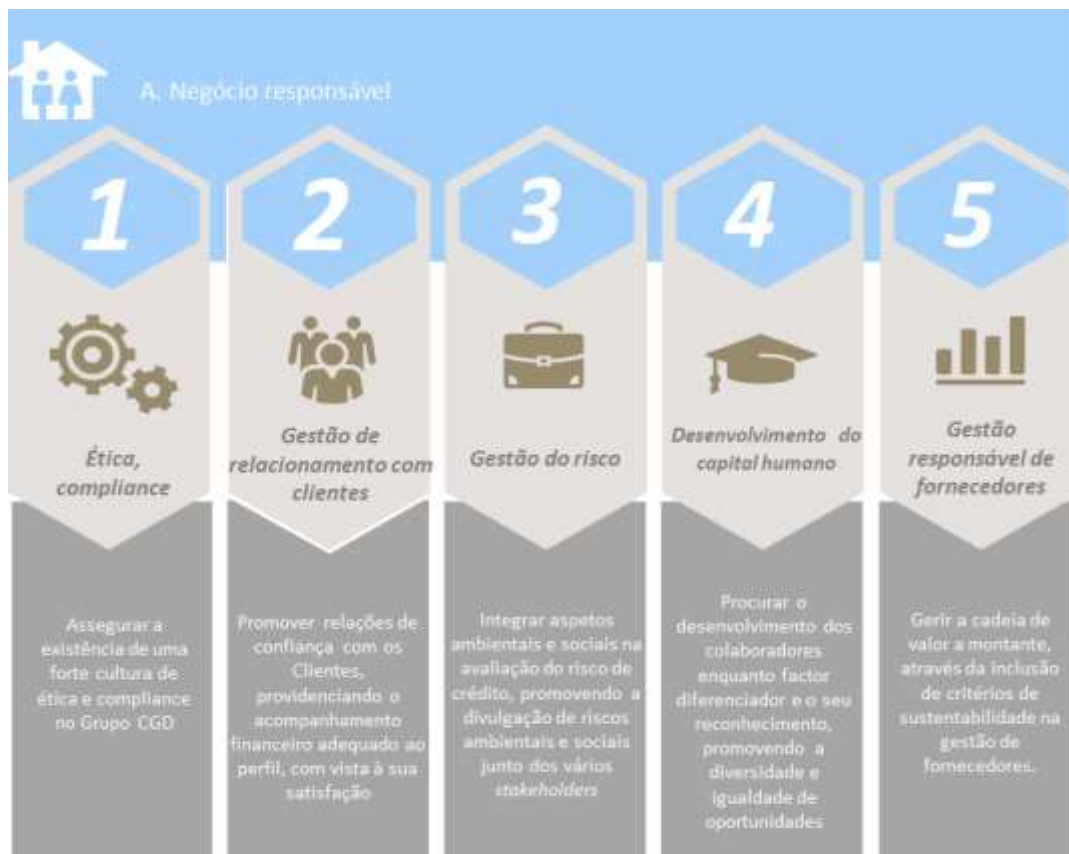 A. Negócio responsável
1
2
3
4
5
Ética,
compliance
Gestão de
relacionamento com
clientes
Gestão do risco
Desenvolvimento do
capital humano
Gestão
responsável de
fornecedores
Assegurar a
existência de uma
forte cultura de
ética e compliance
no Grupo CGD
Promover relações de
confiança com os
Clientes,
providenciando o
acompanhamento
financeiro adequado ao
perfil, com vista à sua
satisfação
Integrar aspetos
ambientais e sociais na
avaliação do risco de
crédito, promovendo a
divulgação de riscos
ambientais e sociais
junto dos vários
stakeholders
Procurar o
desenvolvimento dos
colaboradores
enquanto factor
diferenciador e o seu
reconhecimento,
promovendo a
diversidade e
igualdade de
oportunidades
Gerir a cadeia de
valor a montante,
através da inclusão
de critérios de
sustentabilidade na
gestão de
fornecedores.